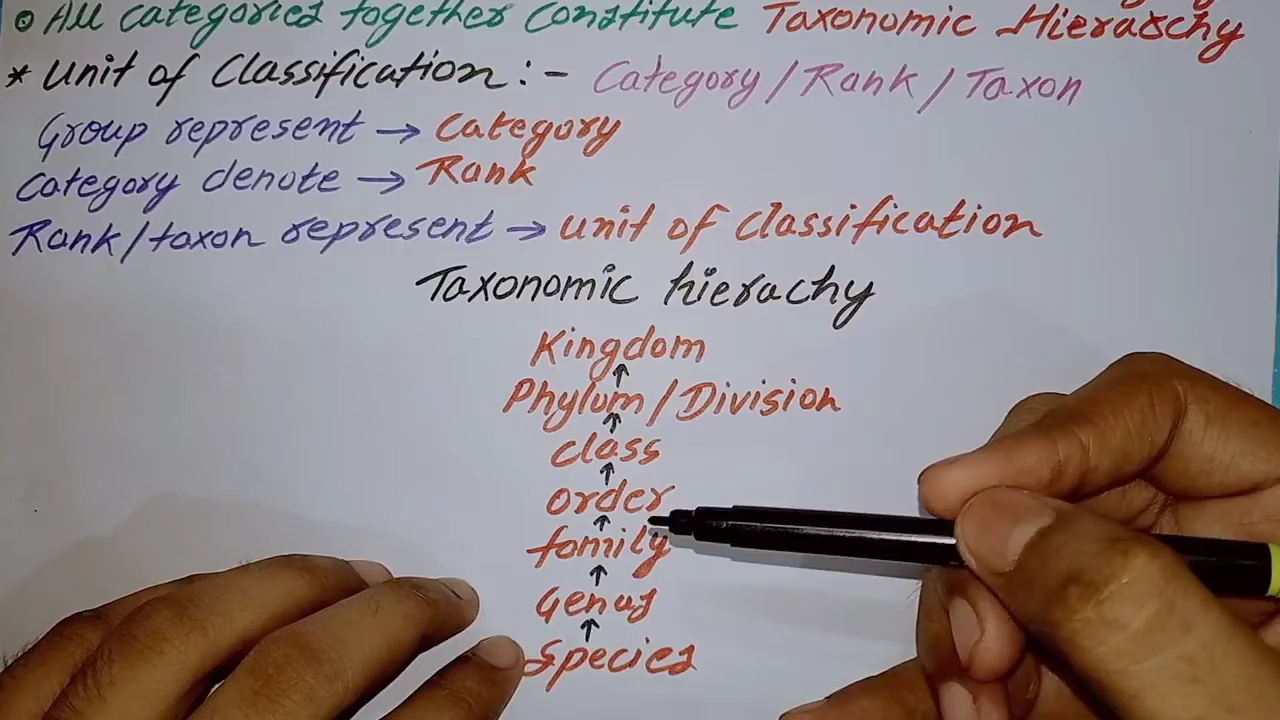 All categories together constitute Taxonomic Hierarchy
* Unit of Classification :- Category / Rank / Taxon
Group represent → Category
Category denote → Rank
Rank/taxon represent → unit of classification
Taxonomic hierachy
Kingdom
↑
Phylum / Division
↑
Class
↑
Order
↑
family
↑
Genus
↑
Species